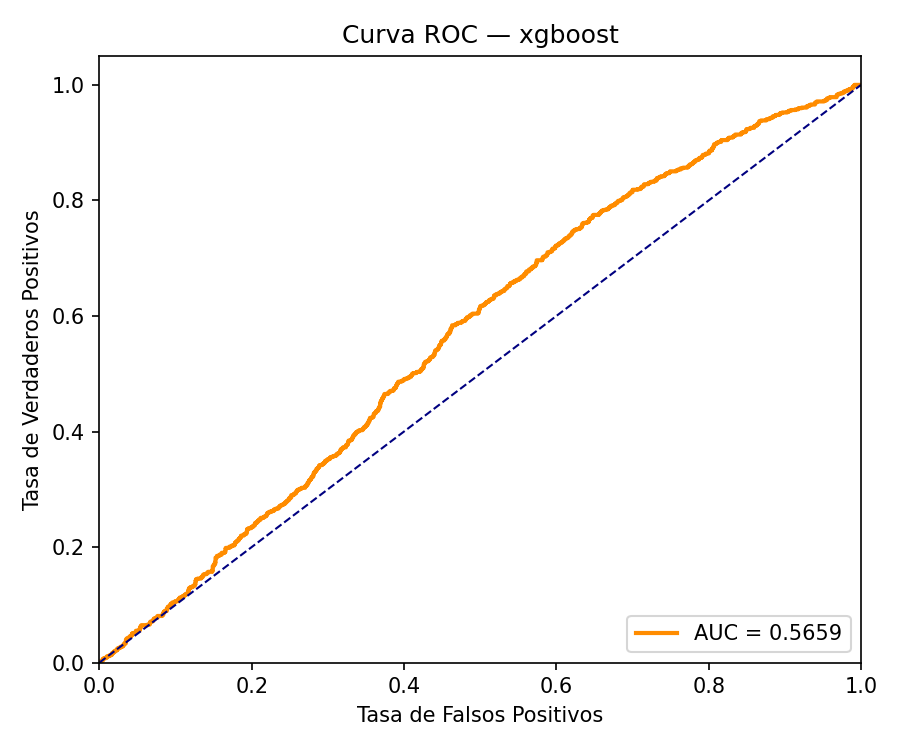 Curva ROC — xgboost
Tasa de Verdaderos Positivos
1.0
0.8
0.6
0.4
0.2
0.0
AUC = 0.5659
0.0 0.2 0.4 0.6 0.8 1.0
Tasa de Falsos Positivos